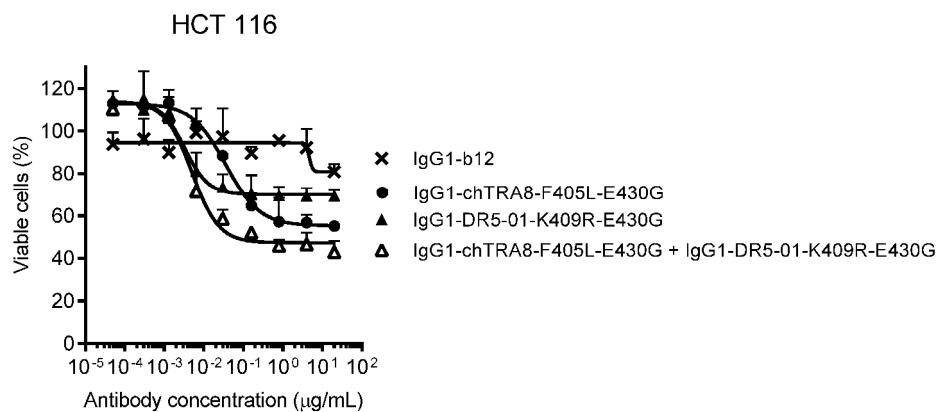 HCT 116
Viable cells (%)
120
100
80
60
40
20
0
10-5 10-4 10-3 10-2 10-1 100 101 102
Antibody concentration (μg/mL)
IgG1-b12
IgG1-chTRA8-F405L-E430G
IgG1-DR5-01-K409R-E430G
IgG1-chTRA8-F405L-E430G + IgG1-DR5-01-K409R-E430G